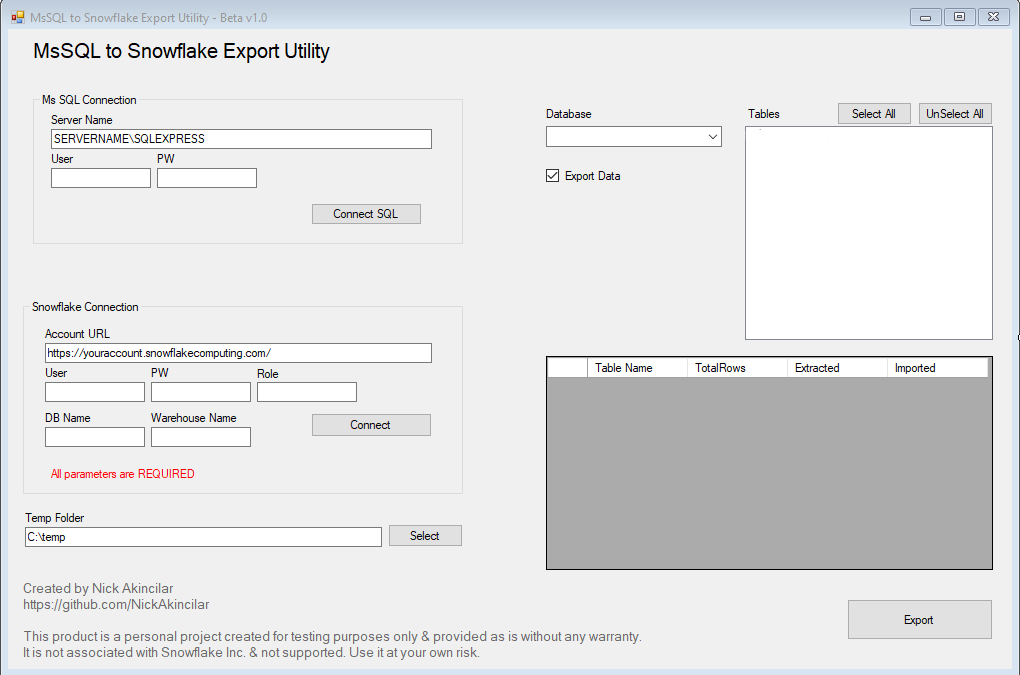 MsSQL to Snowflake Export Utility - Beta v1.0
MsSQL to Snowflake Export Utility
Ms SQL Connection
Server Name
SERVERNAME\SQLEXPRESS
User PW
Connect SQL
Database
Export Data
Tables Select All UnSelect All
Snowflake Connection
Account URL
https://youraccount.snowflakecomputing.com/
User PW Role
DB Name Warehouse Name
Connect
All parameters are REQUIRED
Table Name TotalRows Extracted Imported
Temp Folder
C:\temp Select
Created by Nick Akincilar
https://github.com/NickAkincilar
This product is a personal project created for testing purposes only & provided as is without any warranty.
It is not associated with Snowflake Inc. & not supported. Use it at your own risk.
Export